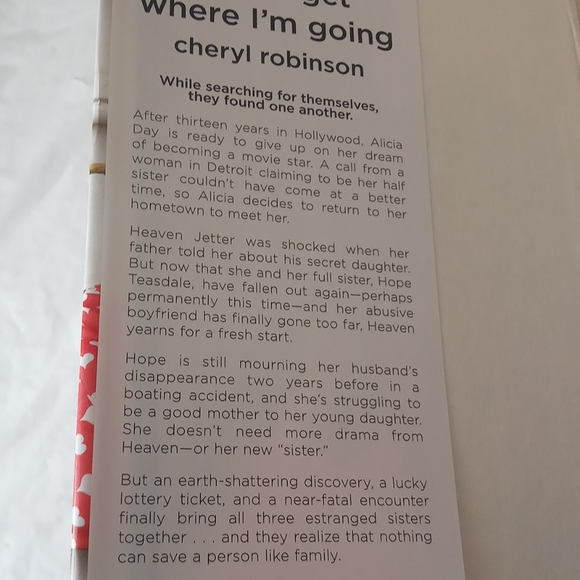 get
where I'm going
cheryl robinson
While searching for themselves,
they found one another.
After thirteen years in Hollywood, Alicia
Day is ready to give up on her dream
of becoming a movie star. A call from a
woman in Detroit claiming to be her half
sister couldn't have come at a better
time, so Alicia decides to return to her
hometown to meet her.
Heaven Jetter was shocked when her
father told her about his secret daughter.
But now that she and her full sister, Hope
Teasdale, have fallen out again—perhaps
permanently this time—and her abusive
boyfriend has finally gone too far, Heaven
yearns for a fresh start.
Hope is still mourning her husband's
disappearance two years before in a
boating accident, and she's struggling to
be a good mother to her young daughter.
She doesn't need more drama from
Heaven—or her new "sister."
But an earth-shattering discovery, a lucky
lottery ticket, and a near-fatal encounter
finally bring all three estranged sisters
together . . . and they realize that nothing
can save a person like family.